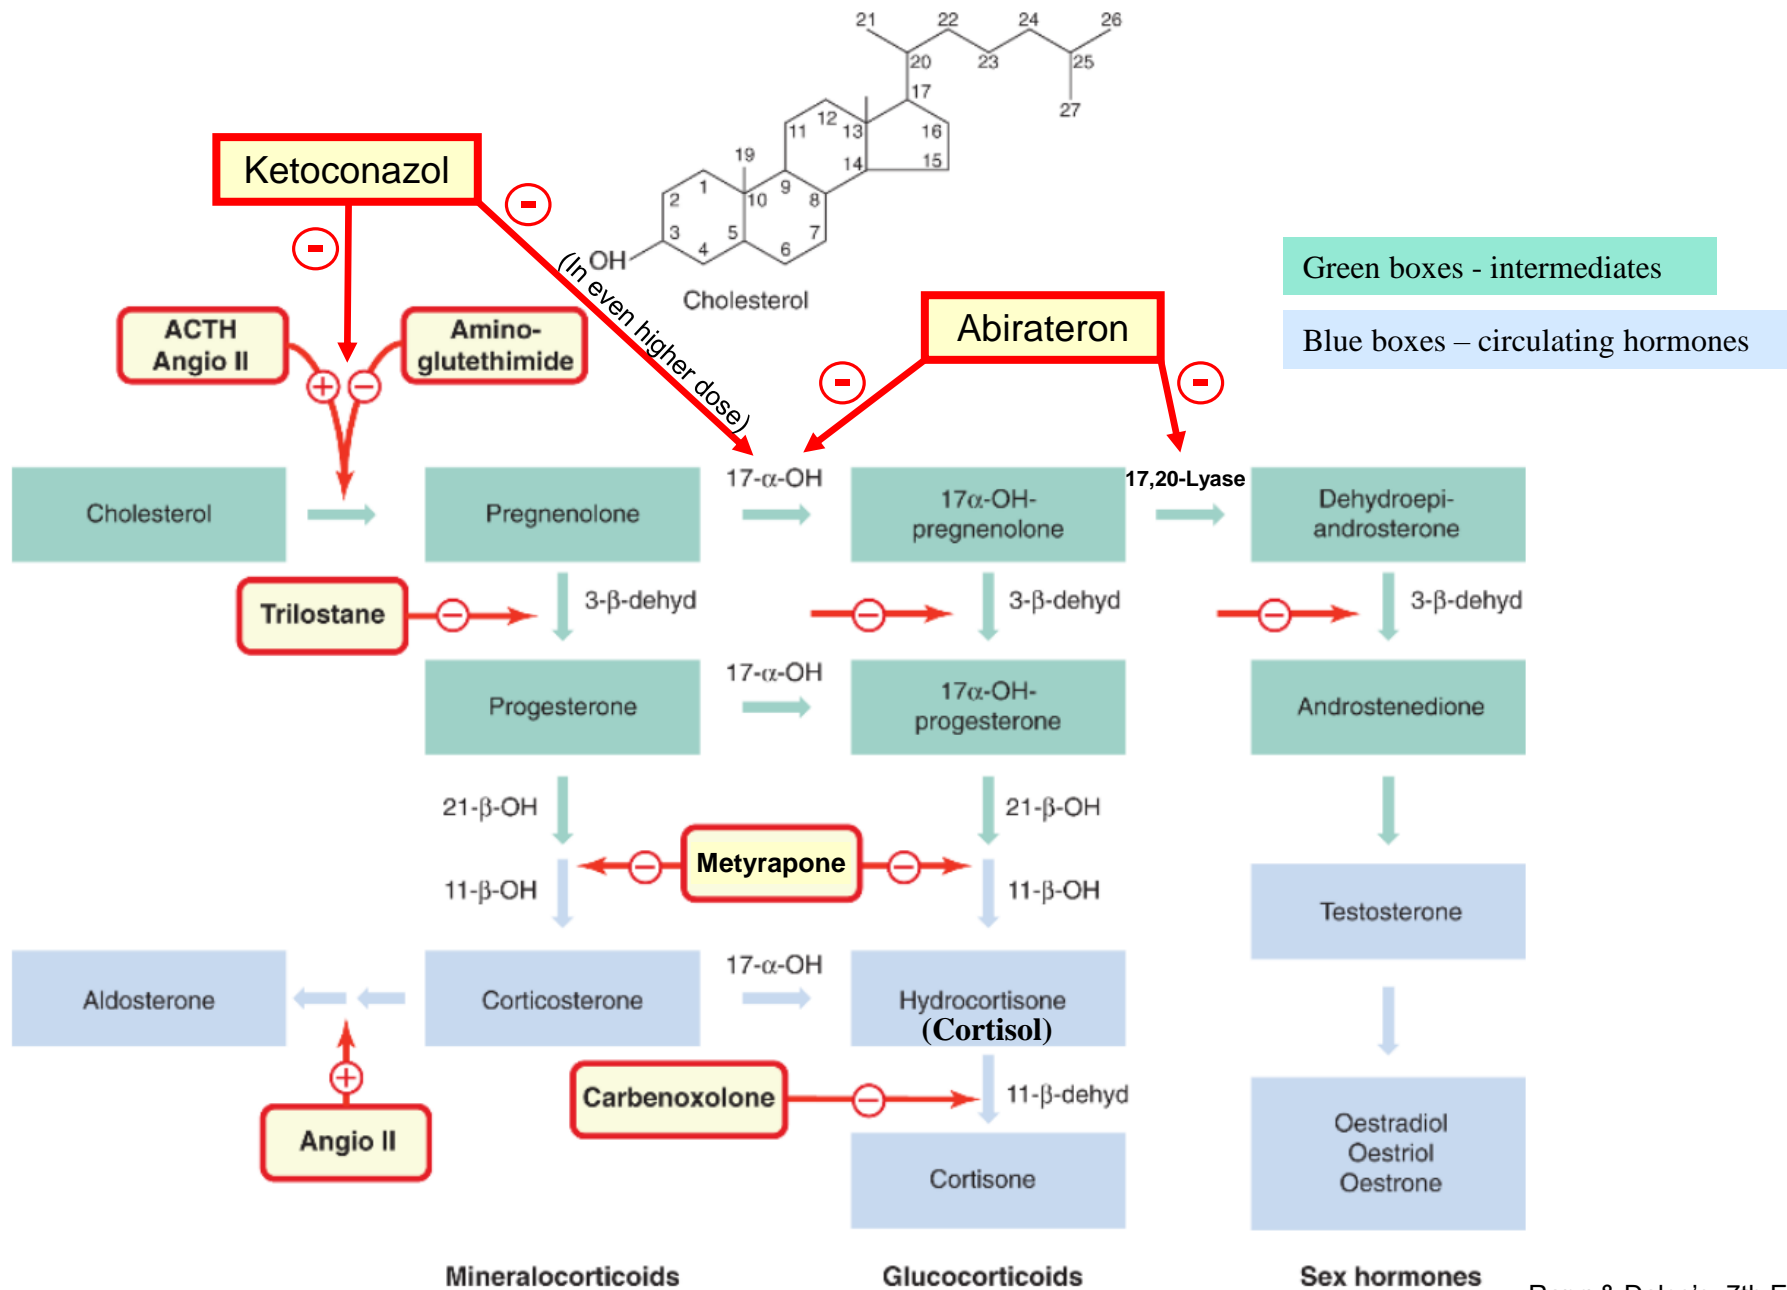 21
22
24
26
20
23
25
27
17
12
11
13
16
19
14
15
1
9
2
10
8
3
5
7
4
6
OH
Cholesterol
Ketoconazol
-
-
(In even higher dose)
Green boxes - intermediates
Blue boxes – circulating hormones
Abirateron
-
-
ACTH
Angio II
Amino-
glutethimide
+
−
17-α-OH
17,20-Lyase
Cholesterol
Pregnenolone
17α-OH-
pregnenolone
Dehydroepi-
androsterone
Trilostane
−
3-β-dehyd
−
3-β-dehyd
−
3-β-dehyd
17-α-OH
Progesterone
17α-OH-
progesterone
Androstenedione
21-β-OH
21-β-OH
−
Metyrapone
−
11-β-OH
11-β-OH
Testosterone
17-α-OH
Aldosterone
Corticosterone
Hydrocortisone
(Cortisol)
+
Angio II
Carbenoxolone
−
11-β-dehyd
Cortisone
Oestradiol
Oestriol
Oestrone
Mineralocorticoids
Glucocorticoids
Sex hormones